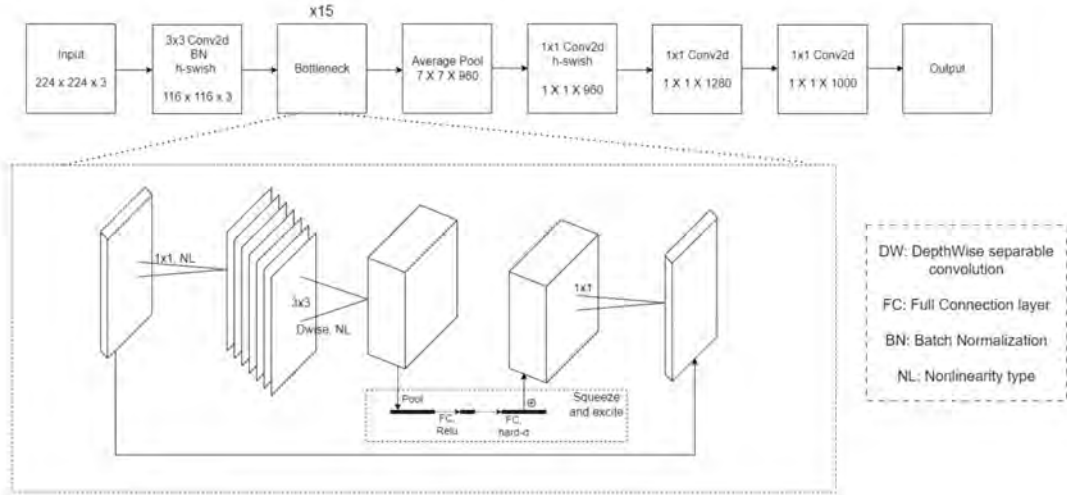 x15
Input
224 x 224 x 3
3x3 Conv2d
BN
h-swish
116 x 116 x 3
Bottleneck
Average Pool
7 X 7 X 960
1x1 Conv2d
h-swish
1 X 1 X 960
1x1 Conv2d
1 X 1 X 1280
1x1 Conv2d
1 X 1 X 1000
Output
1x1, NL
3x3
Dwise, NL
1x1
Pool
FC,
Relu
FC,
hard-σ
⊗
Squeeze
and excite
DW: DepthWise separable
convolution
FC: Full Connection layer
BN: Batch Normalization
NL: Nonlinearity type